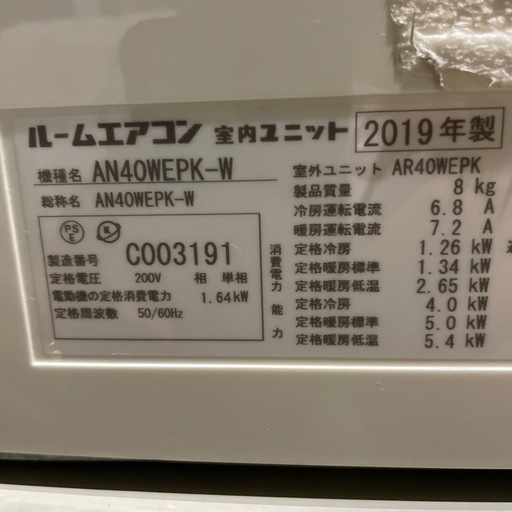 ルームエアコン 室内ユニット 2019年製
機種名 AN40WEPK-W
総称名 AN40WEPK-W
PSE
製造番号 C003191
定格電圧 200V 相 単相
電動機の定格消費電力 1.64kW
定格周波数 50/60Hz
室外ユニット AR40WEPK
製品質量 8 kg
冷房運転電流 6.8 A
暖房運転電流 7.2 A
消費電力
定格冷房 1.26 kW
定格暖房標準 1.34 kW
定格暖房低温 2.65 kW
能力
定格冷房 4.0 kW
定格暖房標準 5.0 kW
定格暖房低温 5.4 kW